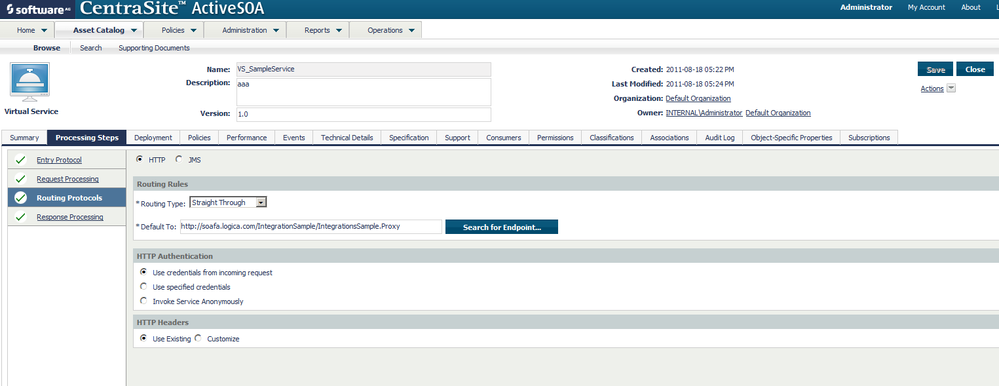 software AG CentraSite™ ActiveSOA Administrator My Account About
Home Asset Catalog Policies Administration Reports Operations
Browse Search Supporting Documents
Name: VS_SampleService Created: 2011-08-18 05:22 PM Save Close
Description: aaa Last Modified: 2011-08-18 05:24 PM Actions
Organization: Default Organization
Virtual Service Version: 1.0 Owner: INTERNAL\Administrator Default Organization
Summary Processing Steps Deployment Policies Performance Events Technical Details Specification Support Consumers Permissions Classifications Associations Audit Log Object-Specific Properties Subscriptions
Entry Protocol HTTP JMS
Request Processing
Routing Rules
Routing Protocols
*Routing Type: Straight Through
Response Processing
*Default To: http://soafa.logica.com/IntegrationSample/IntegrationsSample.Proxy Search for Endpoint...
HTTP Authentication
Use credentials from incoming request
Use specified credentials
Invoke Service Anonymously
HTTP Headers
Use Existing Customize